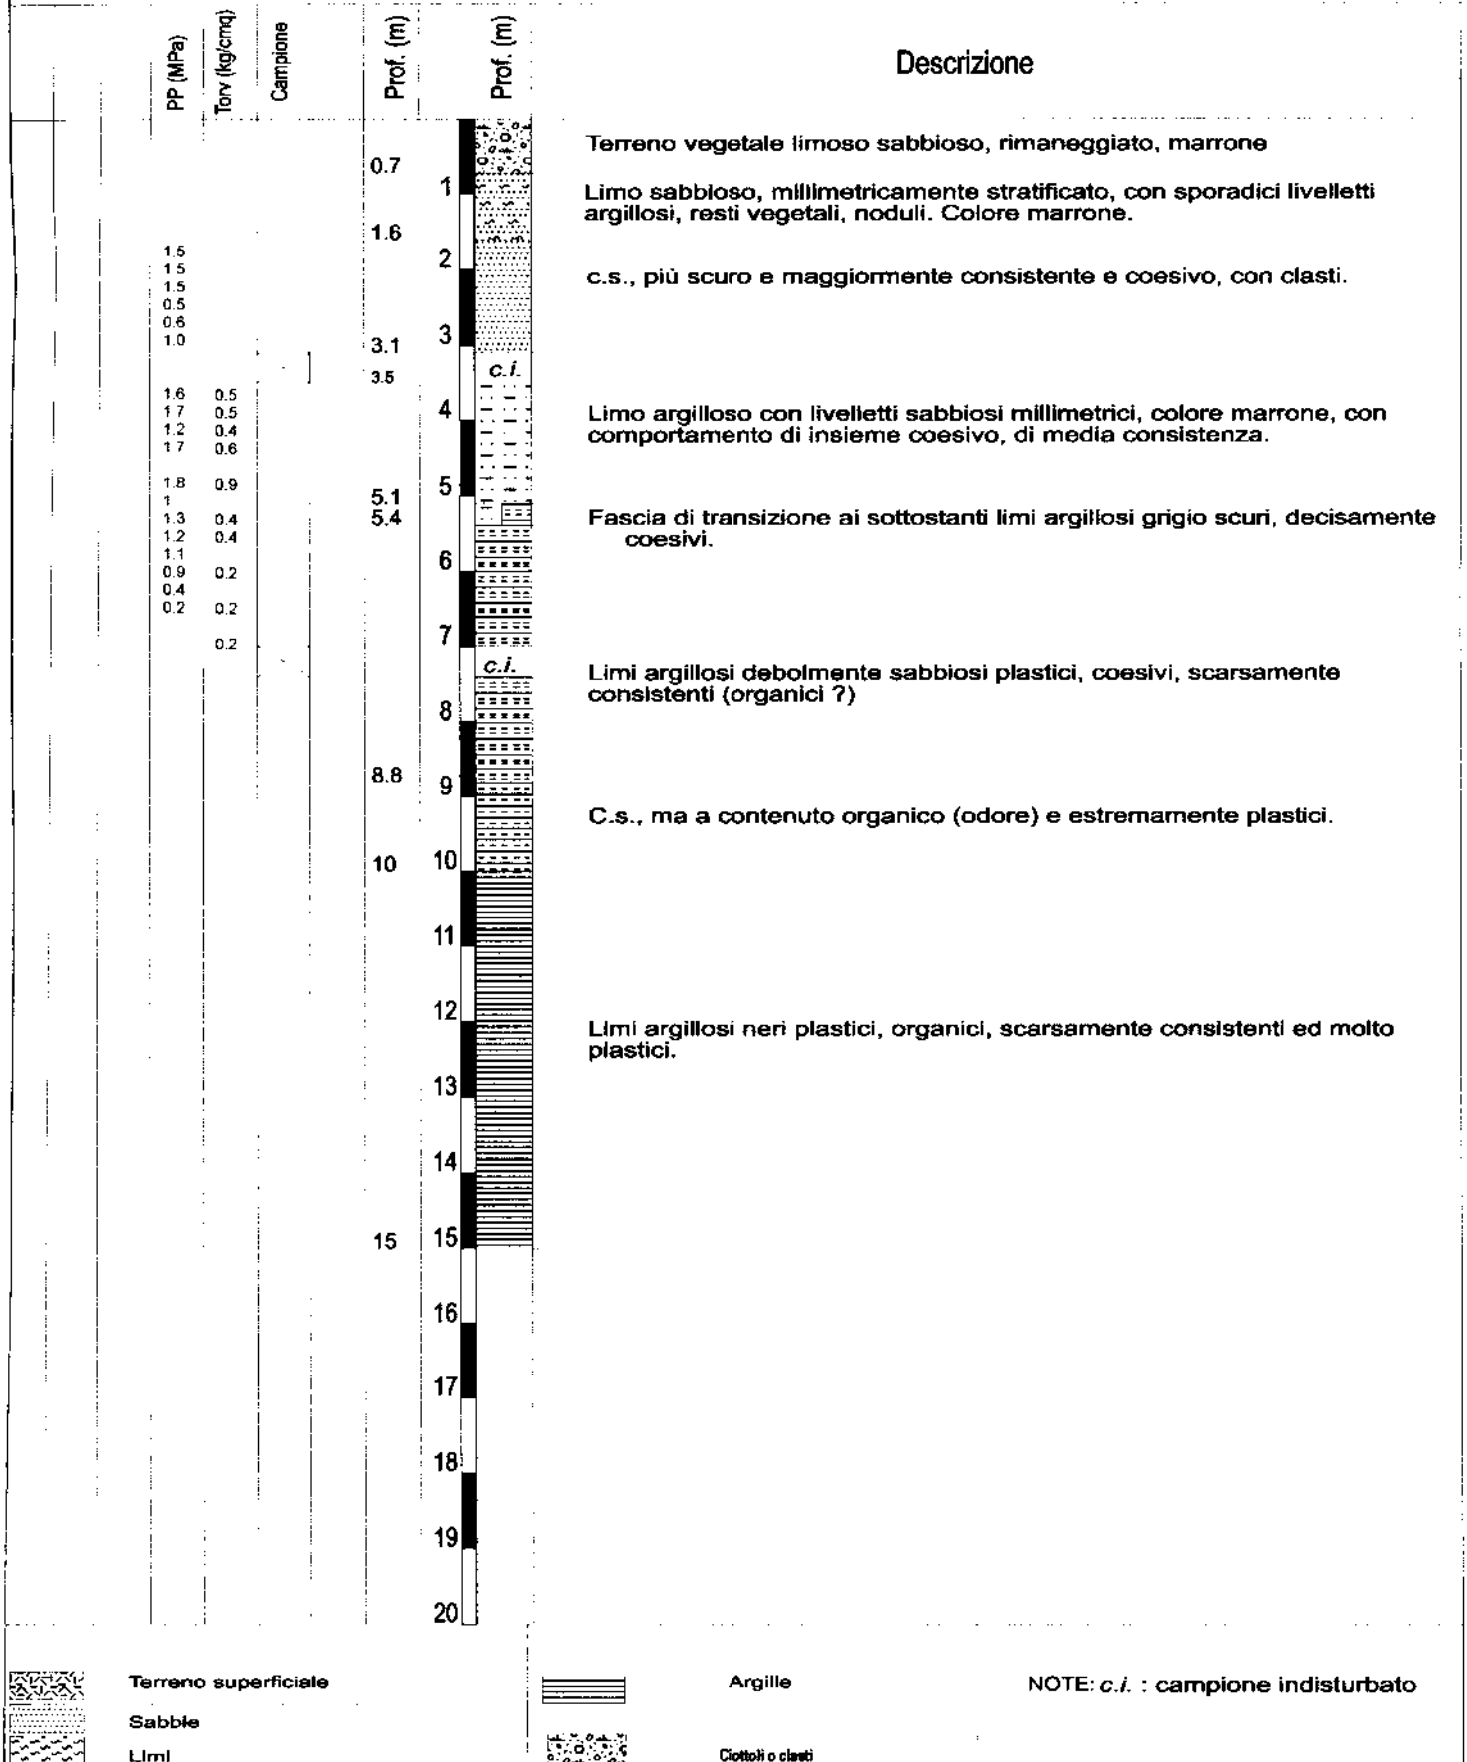 PP (MPa)
Torv (kg/cmq)
Campione
Prof. (m)
Prof. (m)
Descrizione
Terreno vegetale limoso sabbioso, rimaneggiato, marrone
0.7
1
Limo sabbioso, millimetricamente stratificato, con sporadici livelletti
argillosi, resti vegetali, noduli. Colore marrone.
1.6
1.5
2
1 5
c.s., più scuro e maggiormente consistente e coesivo, con clasti.
1.5
0.5
0.6
3
1.0
3.1
c.i.
3.5
1.6 0.5
1 7 0.5
4
Limo argilloso con livelletti sabbiosi millimetrici, colore marrone, con
1.2 0.4
comportamento di insieme coesivo, di media consistenza.
1 7 0.6
1.8 0.9
5
1
5.1
1.3 0.4
5.4
Fascia di transizione ai sottostanti limi argillosi grigio scuri, decisamente
1.2 0.4
coesivi.
1.1
6
0.9 0.2
0.4
0.2 0.2
7
0.2
c.i.
Limi argillosi debolmente sabbiosi plastici, coesivi, scarsamente
consistenti (organici ?)
8
8.8
9
C.s., ma a contenuto organico (odore) e estremamente plastici.
10
10
11
12
Limi argillosi neri plastici, organici, scarsamente consistenti ed molto
plastici.
13
14
15
15
16
17
18
19
20
Terreno superficiale
Argille
NOTE: c.i. : campione indisturbato
Sabbie
Limi
Ciottoli o clasti